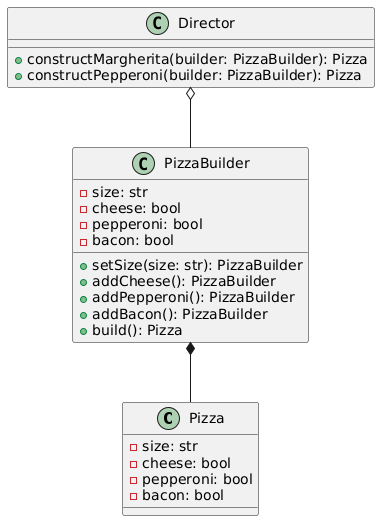 C Director
constructMargherita(builder: PizzaBuilder): Pizza
constructPepperoni(builder: PizzaBuilder): Pizza
C PizzaBuilder
size: str
cheese: bool
pepperoni: bool
bacon: bool
setSize(size: str): PizzaBuilder
addCheese(): PizzaBuilder
addPepperoni(): PizzaBuilder
addBacon(): PizzaBuilder
build(): Pizza
C Pizza
size: str
cheese: bool
pepperoni: bool
bacon: bool